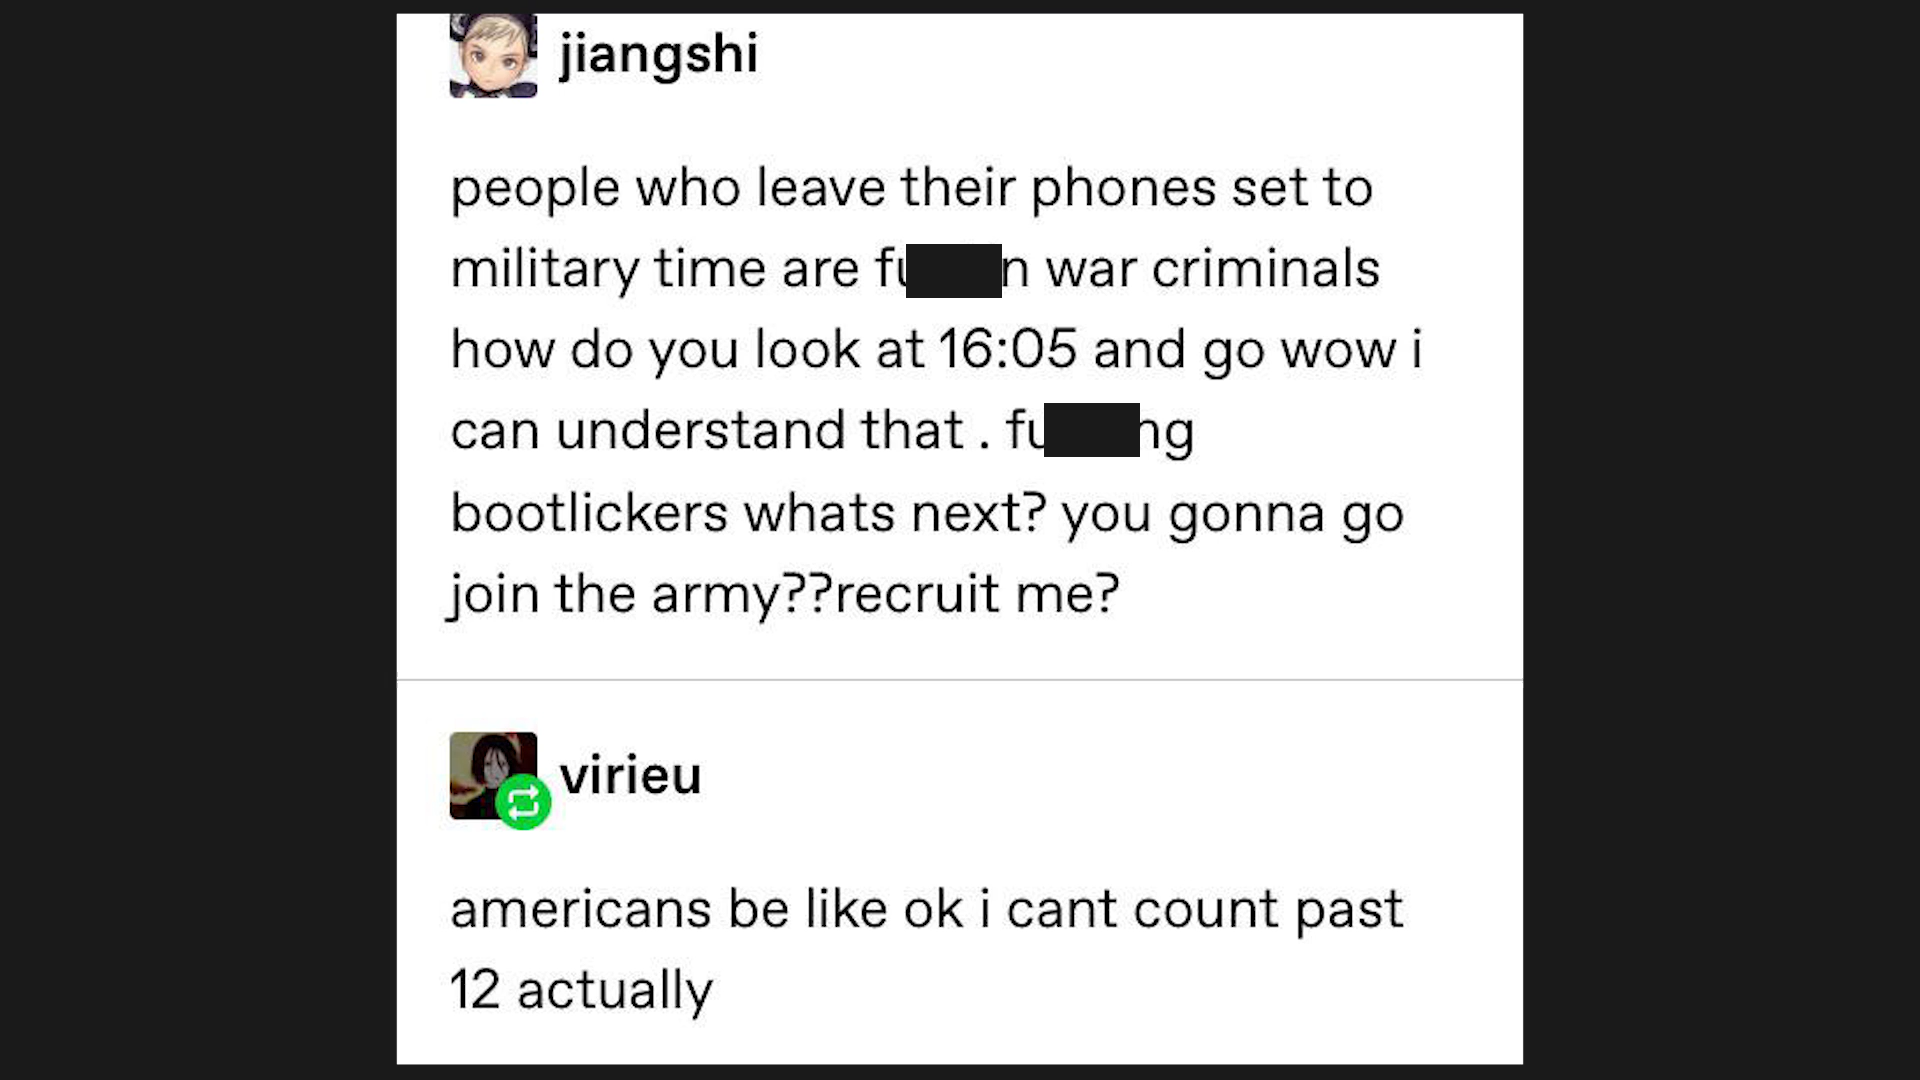 jiangshi
people who leave their phones set to
military time are fu n war criminals
how do you look at 16:05 and go wow i
can understand that . fu ng
bootlickers whats next? you gonna go
join the army??recruit me?
virieu
americans be like ok i cant count past
12 actually